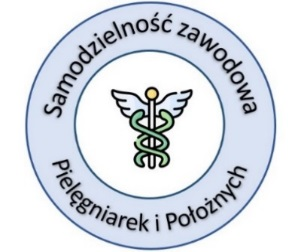 Samodzielność zawodowa
Pielęgniarek i Położnych